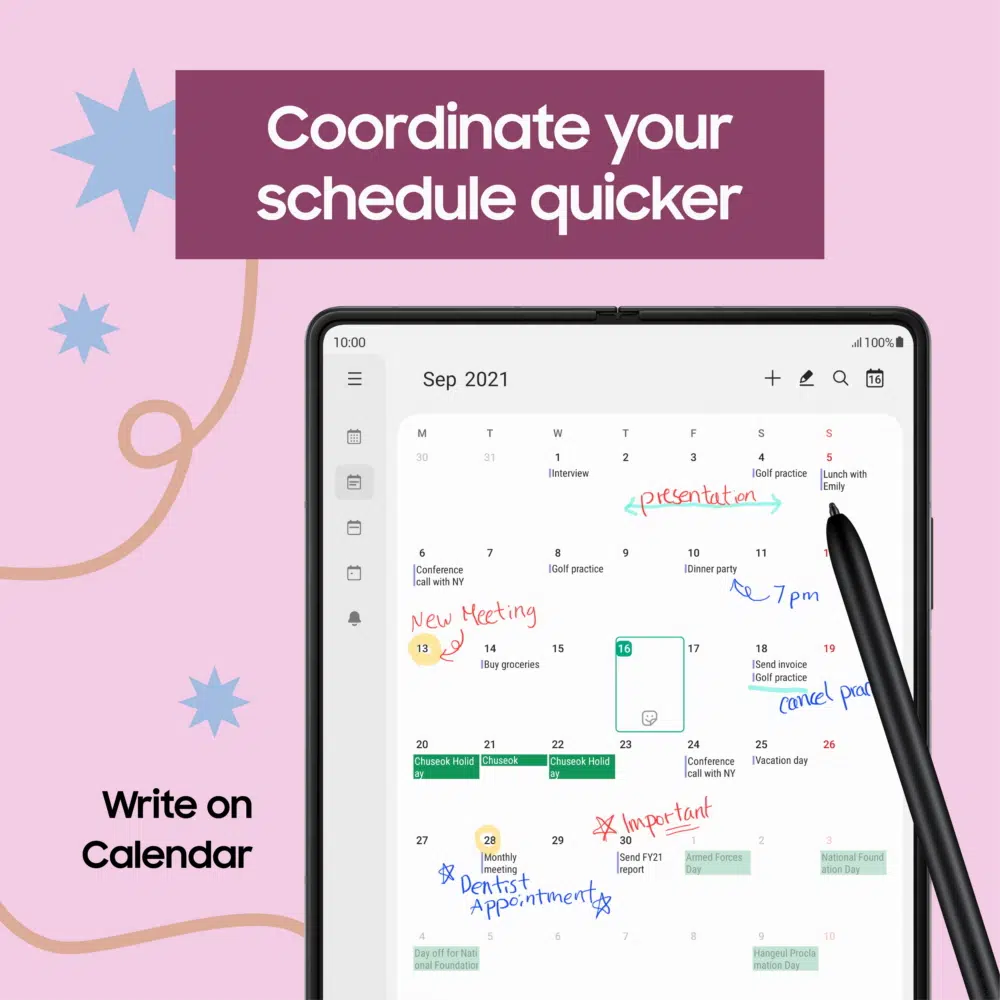 Coordinate your
schedule quicker
10:00
100%
Sep 2021
16
M T W T F S S
30 31 1 2 3 4 5
Interview
Golf practice
Lunch with
Emily
presentation
6 7 8 9 10 11
Conference
call with NY
Golf practice
Dinner party
7pm
New Meeting
13 14 15 16 17 18 19
Buy groceries
Send invoice
Golf practice
cancel
20 21 22 23 24 25 26
Chuseok Holid
ay
Chuseok
Chuseok Holid
ay
Conference
call with NY
Vacation day
Important
27 28 29 30 1 2 3
Monthly
meeting
Send FY21
report
Armed Forces
Day
National Found
ation Day
Dentist
Appointment
4 5 6 7 8 9 10
Day off for Nati
onal Foundation
Hangeul Procla
mation Day
Write on
Calendar